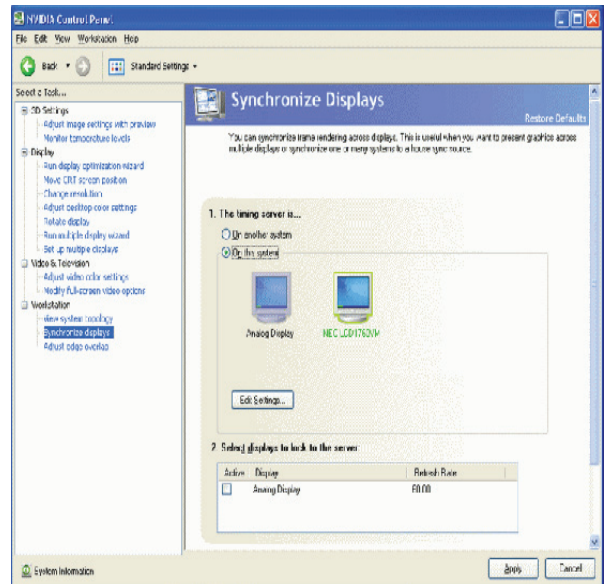 NVIDIA Control Panel
File Edit View Workstation Help
Back Standard Settings
Select a Task...
3D Settings
Adjust image settings with preview
Monitor temperature levels
Display
Run display optimization wizard
Move CRT screen position
Change resolution
Adjust desktop color settings
Rotate display
Run multiple display wizard
Set up multiple displays
Video & Television
Adjust video color settings
Modify full-screen video options
Workstation
View system topology
Synchronize displays
Adjust edge overlap
Synchronize Displays
Restore Defaults
You can synchronize frame rendering across displays. This is useful when you want to present graphics across
multiple displays or synchronize one or many systems to a house sync source.
1. The timing server is...
On another system
On this system
Analog Display
NEC LCD1760VM
Edit Settings...
2. Select displays to lock to the server:
Active Display Refresh Rate
Analog Display 60.00
System Information
Apply Cancel